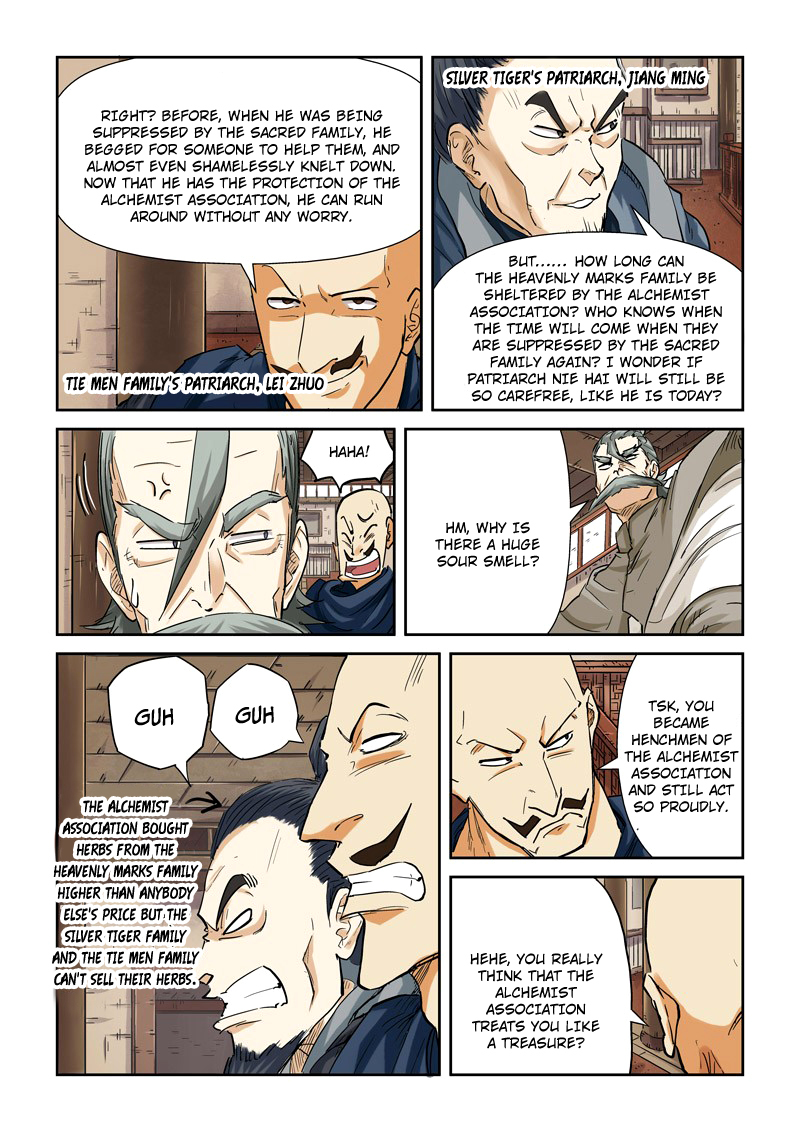 RIGHT? BEFORE, WHEN HE WAS BEING
SUPPRESSED BY THE SACRED FAMILY, HE
BEGGED FOR SOMEONE TO HELP THEM, AND
ALMOST EVEN SHAMELESSLY KNELT DOWN.
NOW THAT HE HAS THE PROTECTION OF THE
ALCHEMIST ASSOCIATION, HE CAN RUN
AROUND WITHOUT ANY WORRY.
TIE MEN FAMILY'S PATRIARCH, LEI ZHUO
SILVER TIGER'S PATRIARCH, JIANG MING
BUT...... HOW LONG CAN
THE HEAVENLY MARKS FAMILY BE
SHELTERED BY THE ALCHEMIST
ASSOCIATION? WHO KNOWS WHEN
THE TIME WILL COME WHEN THEY
ARE SUPPRESSED BY THE SACRED
FAMILY AGAIN? I WONDER IF
PATRIARCH NIE HAI WILL STILL BE
SO CAREFREE, LIKE HE IS TODAY?
HAHA!
HM, WHY IS
THERE A HUGE
SOUR SMELL?
GUH
GUH
THE ALCHEMIST
ASSOCIATION BOUGHT
HERBS FROM THE
HEAVENLY MARKS FAMILY
HIGHER THAN ANYBODY
ELSE'S PRICE BUT THE
SILVER TIGER FAMILY
AND THE TIE MEN FAMILY
CAN'T SELL THEIR HERBS.
TSK, YOU
BECAME
HENCHMEN OF
THE ALCHEMIST
ASSOCIATION
AND STILL ACT
SO PROUDLY.
HEHE, YOU REALLY
THINK THAT THE
ALCHEMIST
ASSOCIATION
TREATS YOU LIKE
A TREASURE?